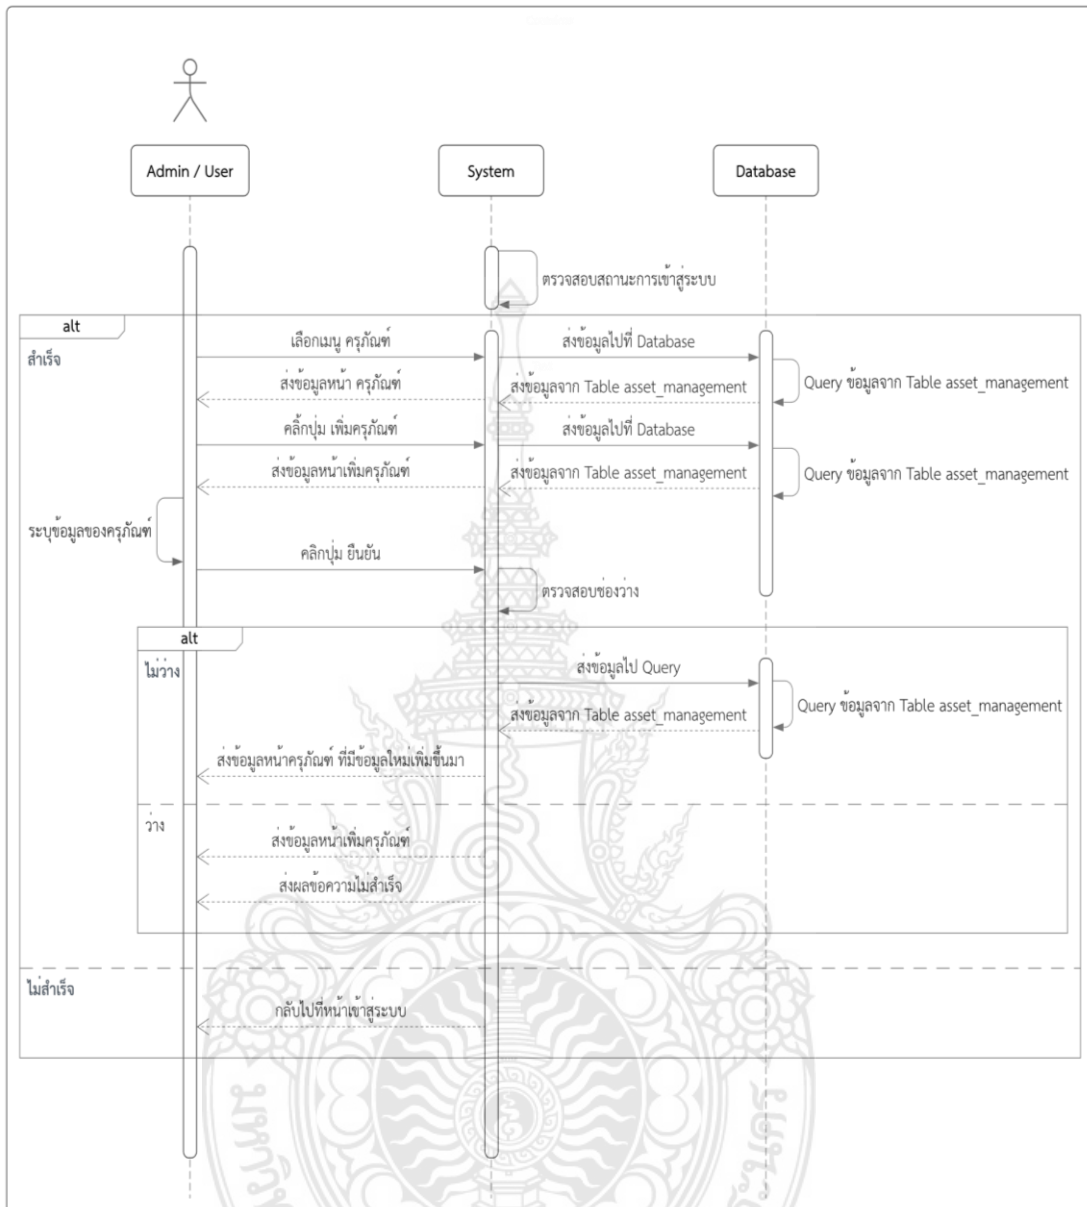 Admin / User
System
Database
ตรวจสอบสถานะการเข้าสู่ระบบ
alt
สำเร็จ
เลือกเมนู ครุภัณฑ์
ส่งข้อมูลไปที่ Database
Query ข้อมูลจาก Table asset_management
ส่งข้อมูลหน้า ครุภัณฑ์
ส่งข้อมูลจาก Table asset_management
คลิ้กปุ่ม เพิ่มครุภัณฑ์
ส่งข้อมูลไปที่ Database
ส่งข้อมูลหน้าเพิ่มครุภัณฑ์
ส่งข้อมูลจาก Table asset_management
Query ข้อมูลจาก Table asset_management
ระบุข้อมูลของครุภัณฑ์
คลิกปุ่ม ยืนยัน
ตรวจสอบช่องว่าง
alt
ไม่ว่าง
ส่งข้อมูลไป Query
Query ข้อมูลจาก Table asset_management
ส่งข้อมูลจาก Table asset_management
ส่งข้อมูลหน้าครุภัณฑ์ ที่มีข้อมูลใหม่เพิ่มขึ้นมา
ว่าง
ส่งข้อมูลหน้าเพิ่มครุภัณฑ์
ส่งผลข้อความไม่สำเร็จ
ไม่สำเร็จ
กลับไปที่หน้าเข้าสู่ระบบ